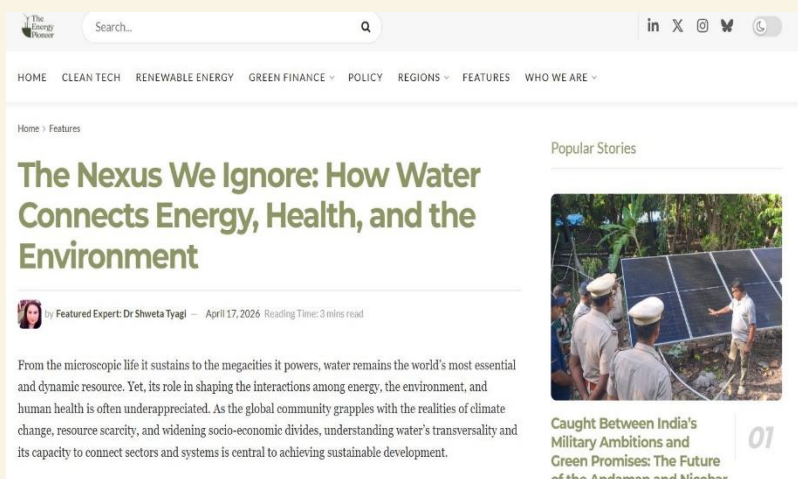 The
Energy
Pioneer
Search...
HOME CLEAN TECH RENEWABLE ENERGY GREEN FINANCE POLICY REGIONS FEATURES WHO WE ARE
Home > Features
The Nexus We Ignore: How Water
Connects Energy, Health, and the
Environment
by Featured Expert: Dr Shweta Tyagi — April 17, 2026 Reading Time: 3 mins read
From the microscopic life it sustains to the megacities it powers, water remains the world's most essential
and dynamic resource. Yet, its role in shaping the interactions among energy, the environment, and
human health is often underappreciated. As the global community grapples with the realities of climate
change, resource scarcity, and widening socio-economic divides, understanding water's transversality and
its capacity to connect sectors and systems is central to achieving sustainable development.
Popular Stories
Caught Between India's
Military Ambitions and
Green Promises: The Future
of the Andaman and Nicobar
01